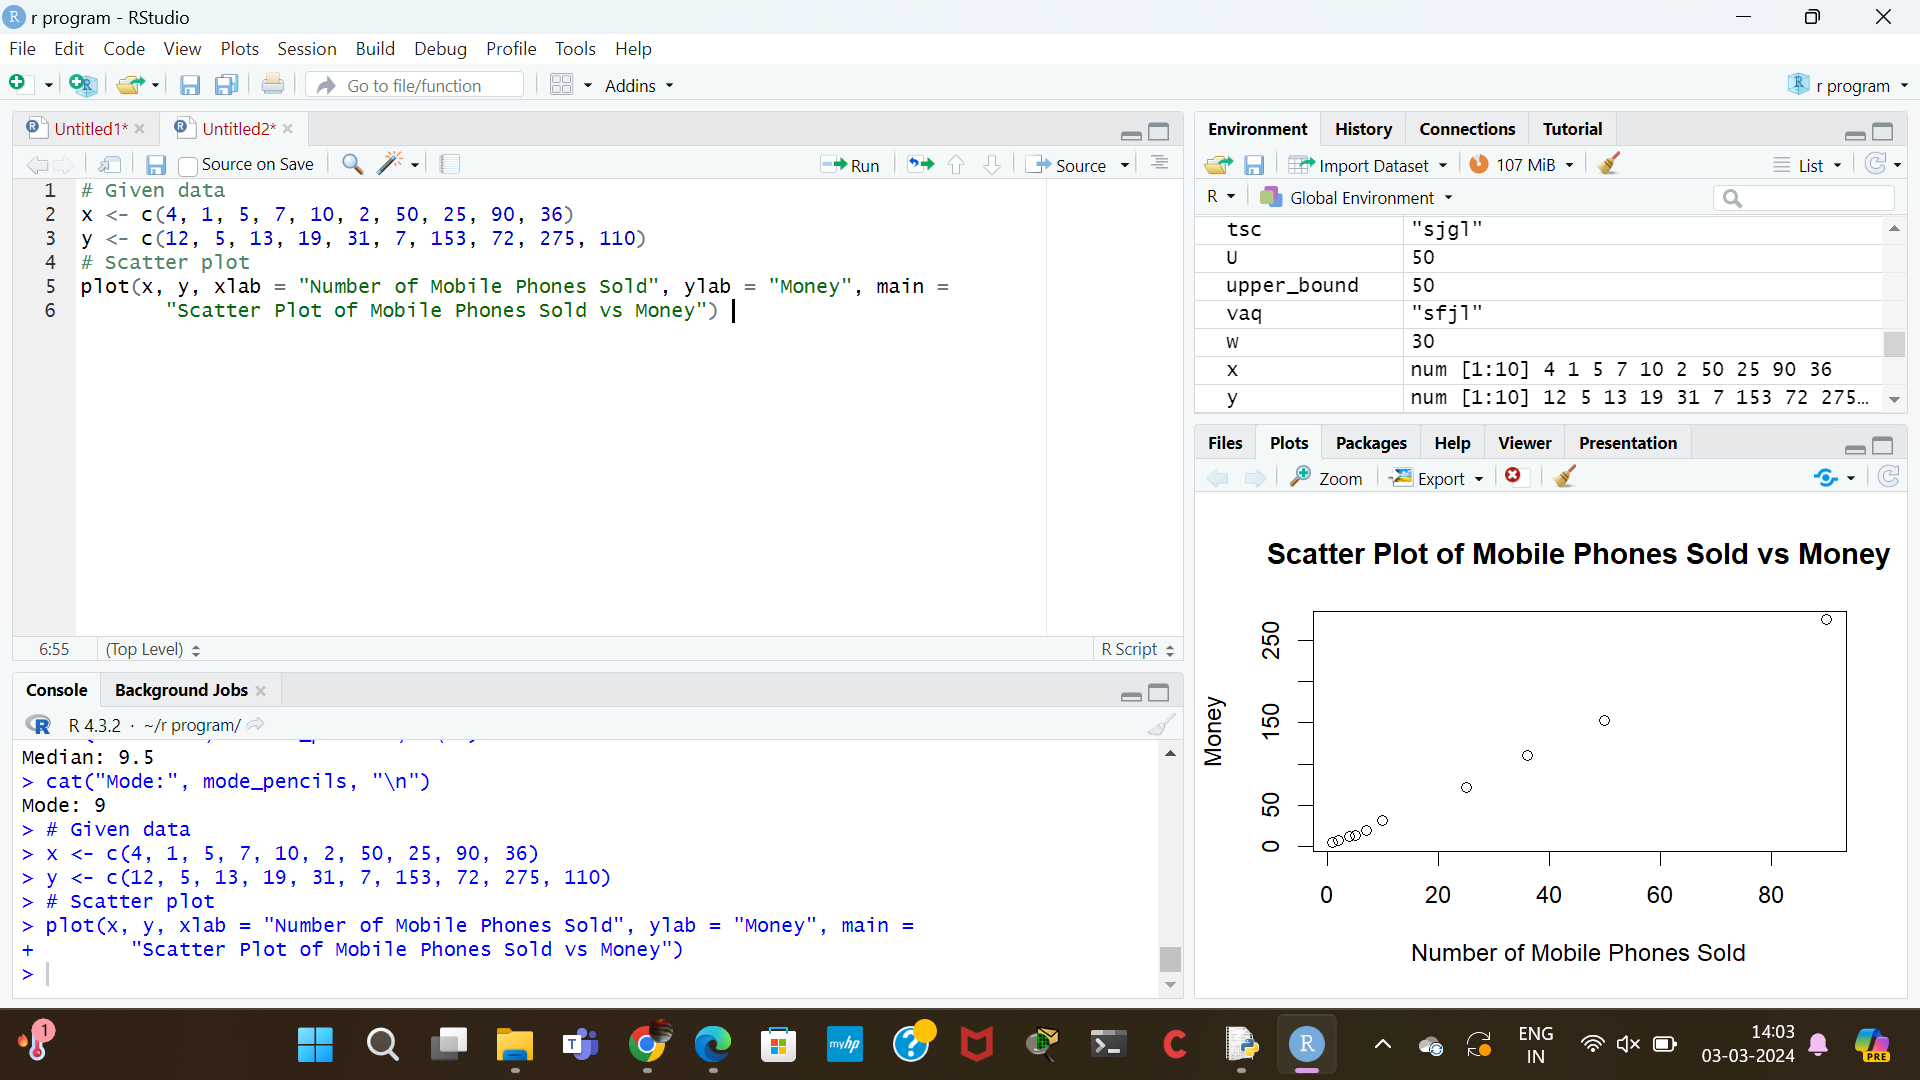 r program - RStudio
File Edit Code View Plots Session Build Debug Profile Tools Help
Go to file/function Addins r program
Untitled1* Untitled2*
Source on Save Run Source
1 # Given data
2 x <- c(4, 1, 5, 7, 10, 2, 50, 25, 90, 36)
3 y <- c(12, 5, 13, 19, 31, 7, 153, 72, 275, 110)
4 # Scatter plot
5 plot(x, y, xlab = "Number of Mobile Phones Sold", ylab = "Money", main =
6 "Scatter Plot of Mobile Phones Sold vs Money")
6:55 (Top Level) R Script
Console Background Jobs
R 4.3.2 · ~/r program/
Median: 9.5
> cat("Mode:", mode_pencils, "\n")
Mode: 9
> # Given data
> x <- c(4, 1, 5, 7, 10, 2, 50, 25, 90, 36)
> y <- c(12, 5, 13, 19, 31, 7, 153, 72, 275, 110)
> # Scatter plot
> plot(x, y, xlab = "Number of Mobile Phones Sold", ylab = "Money", main =
+ "Scatter Plot of Mobile Phones Sold vs Money")
>
Environment History Connections Tutorial
Import Dataset 107 MiB List
R Global Environment
tsc "sjgl"
U 50
upper_bound 50
vaq "sfjl"
w 30
x num [1:10] 4 1 5 7 10 2 50 25 90 36
y num [1:10] 12 5 13 19 31 7 153 72 275...
Files Plots Packages Help Viewer Presentation
Zoom Export
Scatter Plot of Mobile Phones Sold vs Money
Money
250
150
50
0
0 20 40 60 80
Number of Mobile Phones Sold
1
myhp
ENG
IN
14:03
03-03-2024
PRE